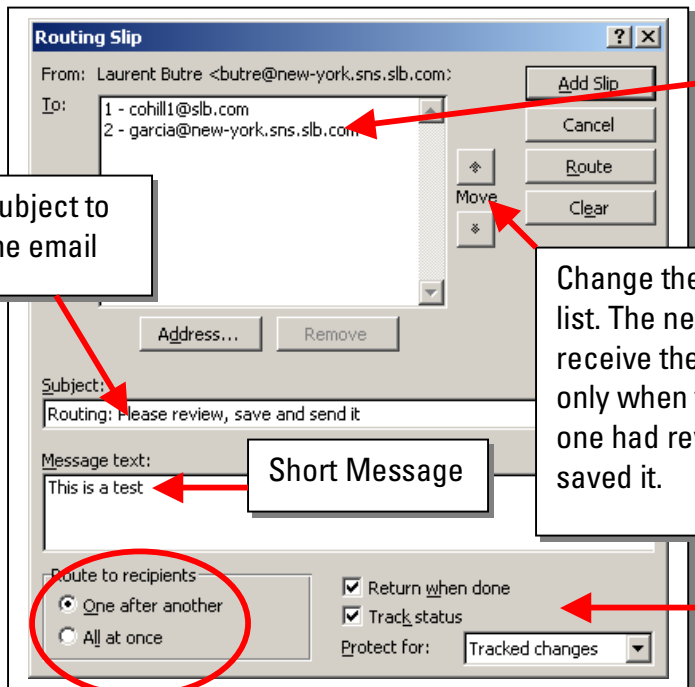 Routing Slip
From: Laurent Butre <butre@new-york.sns.slb.com>
To:
1 - cohill1@slb.com
2 - garcia@new-york.sns.slb.com
Add Slip
Cancel
Route
Clear
Move
ubject to
ne email
Address...
Remove
Change the
list. The ne
receive the
only when
one had re
saved it.
Subject:
Routing: Please review, save and send it
Message text:
This is a test
Short Message
Route to recipients
One after another
All at once
Return when done
Track status
Protect for:
Tracked changes